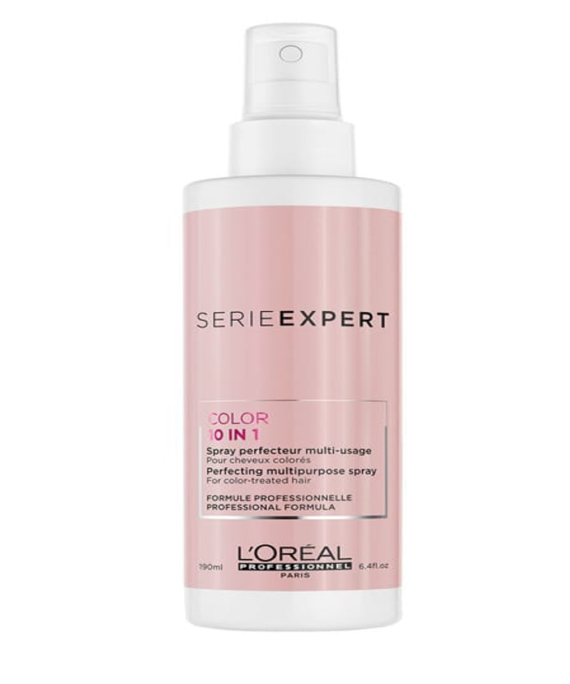 SERIEEXPERT
COLOR
10 IN 1
Spray perfecteur multi-usage
Pour cheveux colorés
Perfecting multipurpose spray
For color-treated hair
FORMULE PROFESSIONNELLE
PROFESSIONAL FORMULA
L'ORÉAL
PROFESSIONNEL
PARIS
190ml 6.4fl.oz